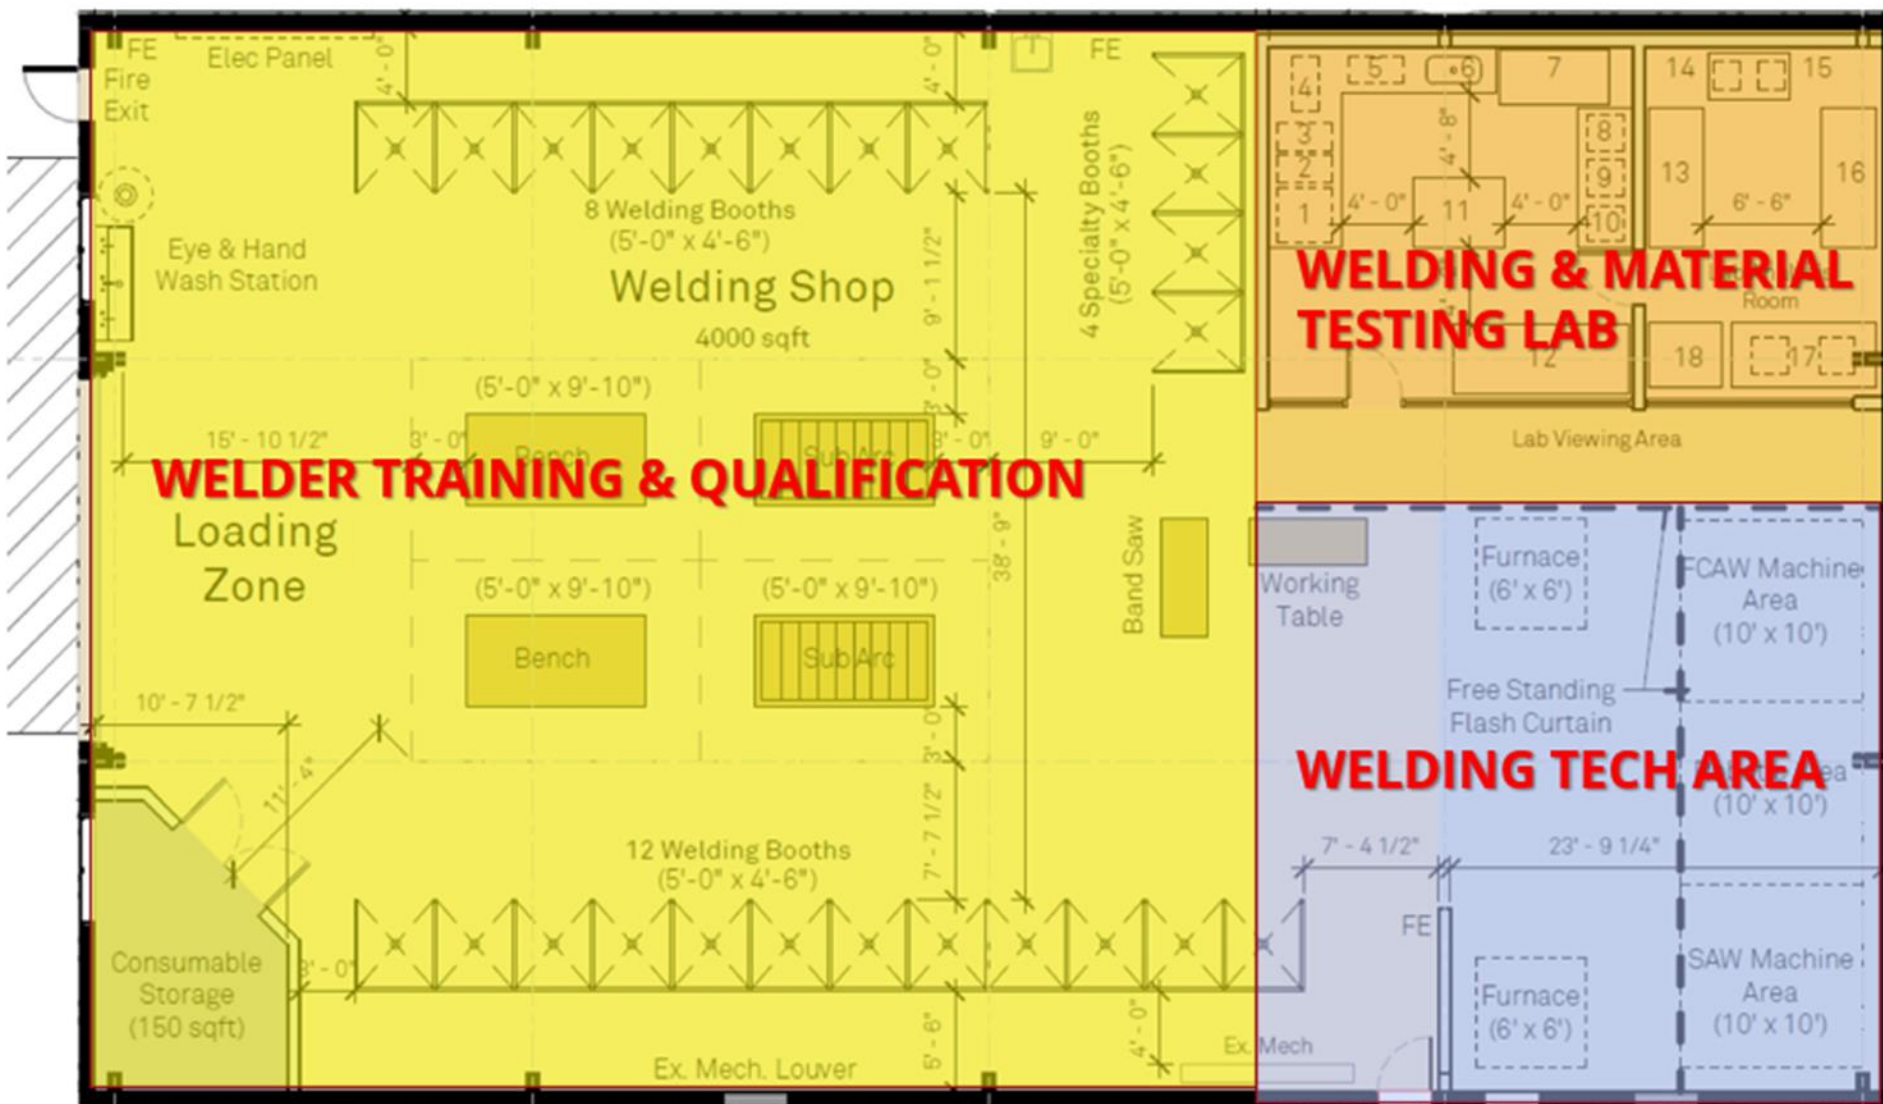 FE
Fire
Exit
Elec Panel
4' - 0"
4' - 0"
FE
8 Welding Booths
(5'-0" x 4'-6")
Welding Shop
4000 sqft
Eye & Hand
Wash Station
4 Specialty Booths
(5'-0" x 4'-6")
9' - 1 1/2"
3' - 0"
(5'-0" x 9'-10")
Bench
Sub Arc
15' - 10 1/2"
3' - 0"
3' - 0"
9' - 0"
WELDER TRAINING & QUALIFICATION
Loading
Zone
38' - 9"
Band Saw
(5'-0" x 9'-10")
(5'-0" x 9'-10")
Bench
Sub Arc
10' - 7 1/2"
11' - 4"
3' - 0"
7' - 7 1/2"
12 Welding Booths
(5'-0" x 4'-6")
Consumable
Storage
(150 sqft)
3' - 0"
5' - 6"
4' - 0"
Ex. Mech. Louver
Ex. Mech
4
5
6
7
14
15
3
2
1
4' - 8"
8
9
10
13
16
4' - 0"
11
4' - 0"
6' - 6"
WELDING & MATERIAL
TESTING LAB
Room
12
18
17
Lab Viewing Area
Working
Table
Furnace
(6' x 6')
FCAW Machine
Area
(10' x 10')
Free Standing
Flash Curtain
WELDING TECH AREA
(10' x 10')
7' - 4 1/2"
23' - 9 1/4"
FE
Furnace
(6' x 6')
SAW Machine
Area
(10' x 10')